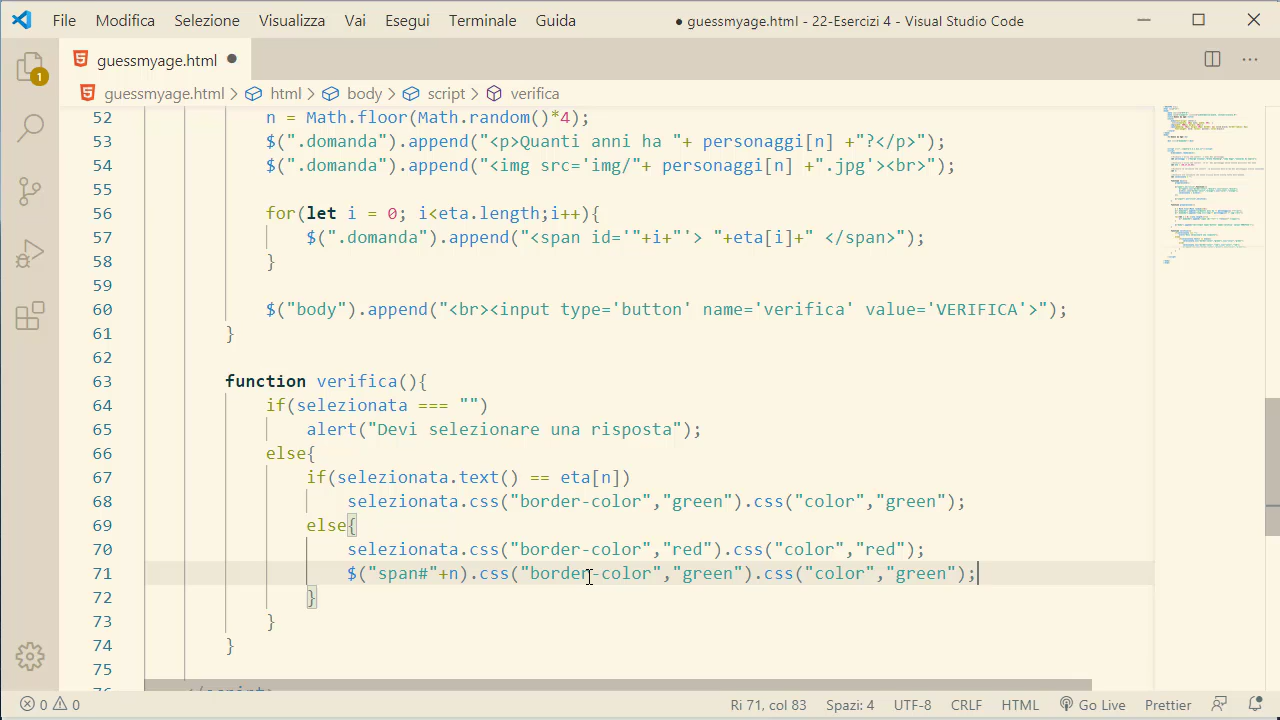 File Modifica Selezione Visualizza Vai Esegui Terminale Guida ● guessmyage.html - 22-Esercizi 4 - Visual Studio Code
guessmyage.html ●
guessmyage.html > html > body > script > verifica
1
52 n = Math.floor(Math.random()*4);
53 $(".domanda").append("<p>Quanti anni ha "+ personaggi[n] +"?</p>");
54 $(".domanda").append("<img src='img/"+ personaggi[n] +".jpg'><br>");
55
56 for(let i = 0; i<eta.length;i++){
57 $(".domanda").append(" <span id='"+i+"'> "+eta[i]+" </span>");
58 }
59
60 $("body").append("<br><input type='button' name='verifica' value='VERIFICA'>");
61 }
62
63 function verifica(){
64 if(selezionata === "")
65 alert("Devi selezionare una risposta");
66 else{
67 if(selezionata.text() == eta[n])
68 selezionata.css("border-color","green").css("color","green");
69 else{
70 selezionata.css("border-color","red").css("color","red");
71 $("span#"+n).css("border-color","green").css("color","green");
72 }
73 }
74 }
75
76 </script>
0 0 Ri 71, col 83 Spazi: 4 UTF-8 CRLF HTML Go Live Prettier